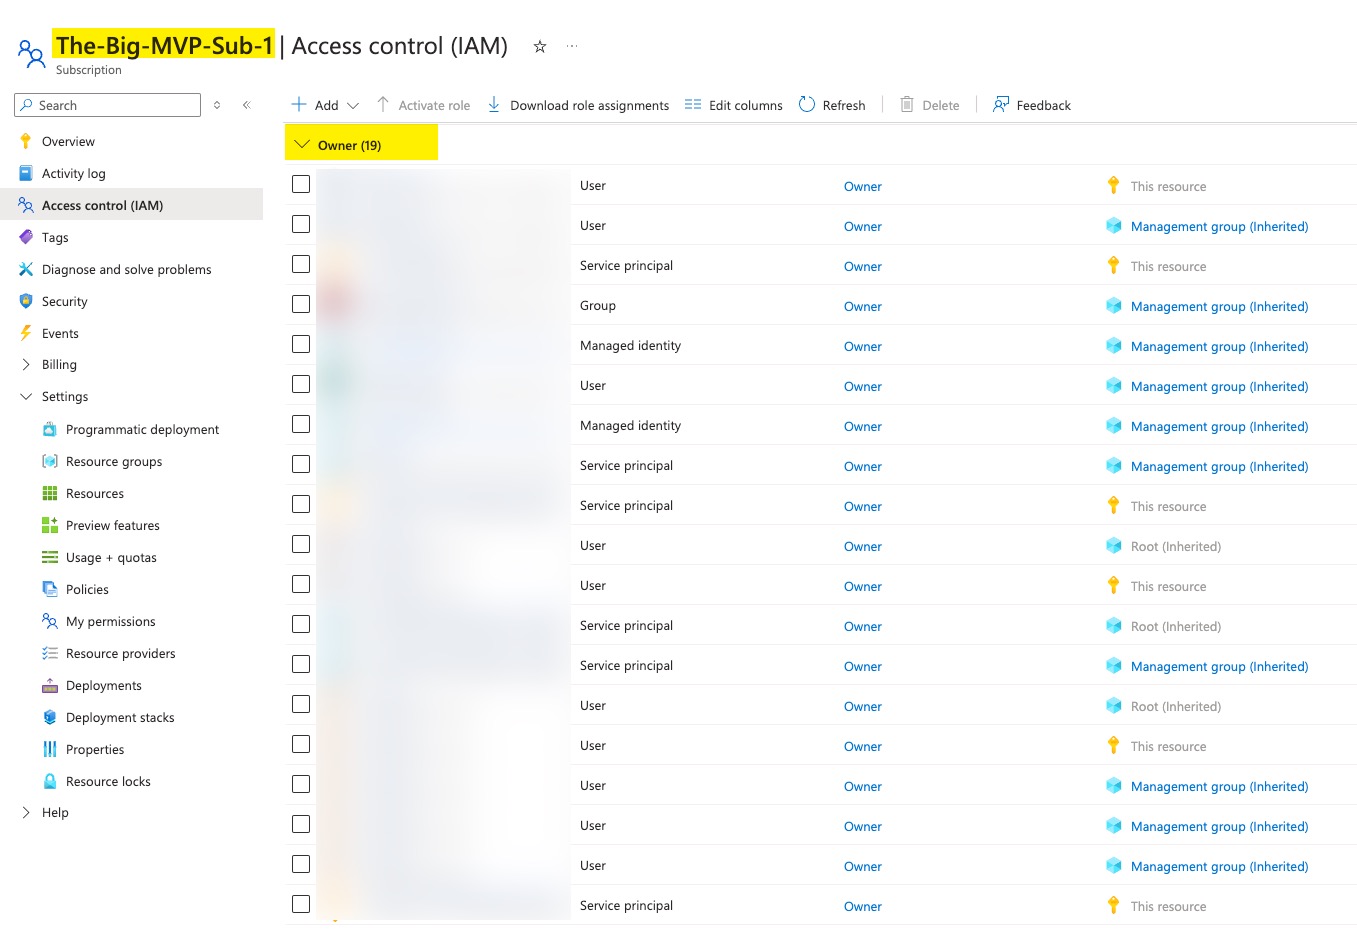 The-Big-MVP-Sub-1 | Access control (IAM) ☆ ...
Subscription
Search
Overview
Activity log
Access control (IAM)
Tags
Diagnose and solve problems
Security
Events
Billing
Settings
Programmatic deployment
Resource groups
Resources
Preview features
Usage + quotas
Policies
My permissions
Resource providers
Deployments
Deployment stacks
Properties
Resource locks
Help
Add Activate role Download role assignments Edit columns Refresh Delete Feedback
Owner (19)
User Owner This resource
User Owner Management group (Inherited)
Service principal Owner This resource
Group Owner Management group (Inherited)
Managed identity Owner Management group (Inherited)
User Owner Management group (Inherited)
Managed identity Owner Management group (Inherited)
Service principal Owner Management group (Inherited)
Service principal Owner This resource
User Owner Root (Inherited)
User Owner This resource
Service principal Owner Root (Inherited)
Service principal Owner Management group (Inherited)
User Owner Root (Inherited)
User Owner This resource
User Owner Management group (Inherited)
User Owner Management group (Inherited)
User Owner Management group (Inherited)
Service principal Owner This resource